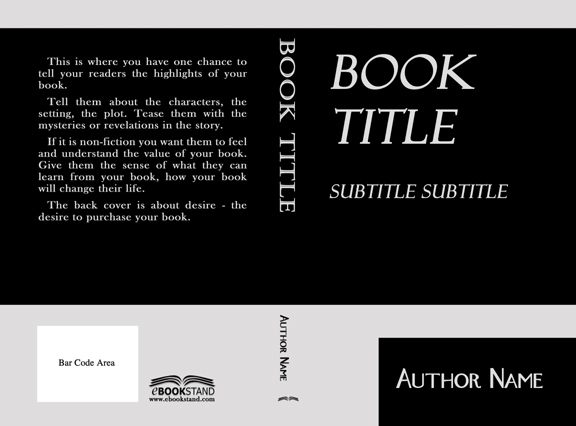 This is where you have one chance to
tell your readers the highlights of your
book.
Tell them about the characters, the
setting, the plot. Tease them with the
mysteries or revelations in the story.
If it is non-fiction you want them to feel
and understand the value of your book.
Give them the sense of what they can
learn from your book, how your book
will change their life.
The back cover is about desire - the
desire to purchase your book.
Bar Code Area
eBOOKSTAND
www.ebookstand.com
BOOK TITLE
AUTHOR NAME
BOOK
TITLE
SUBTITLE SUBTITLE
AUTHOR NAME